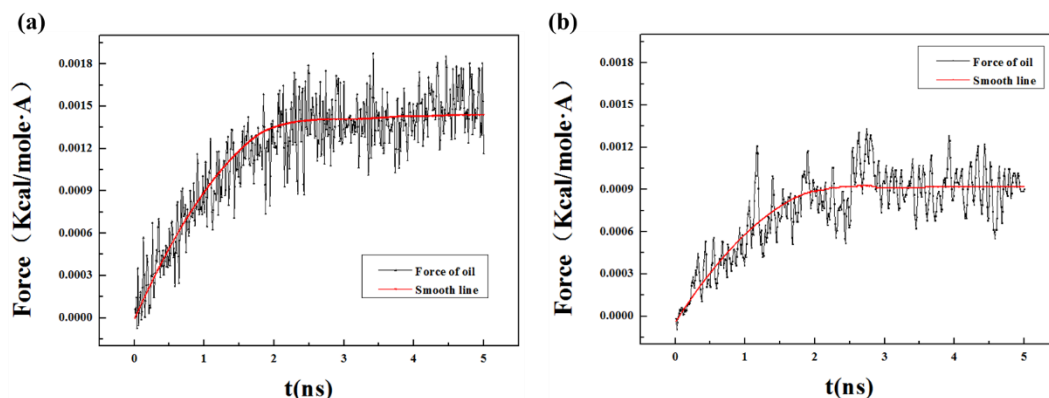 (a)
Force（Kcal/mole·A）
0.0018
0.0015
0.0012
0.0009
0.0006
0.0003
0.0000
Force of oil
Smooth line
0 1 2 3 4 5
t(ns)
(b)
Force（Kcal/mole·A）
0.0018
0.0015
0.0012
0.0009
0.0006
0.0003
0.0000
Force of oil
Smooth line
0 1 2 3 4 5
t(ns)